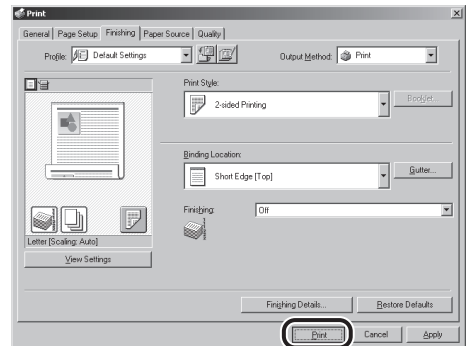 Print
General Page Setup Finishing Paper Source Quality
Profile: Default Settings Output Method: Print
Print Style:
2-sided Printing Booklet...
Binding Location:
Short Edge [Top] Gutter...
Finishing: Off
Letter [Scaling: Auto]
View Settings
Finishing Details... Restore Defaults
Print Cancel Apply